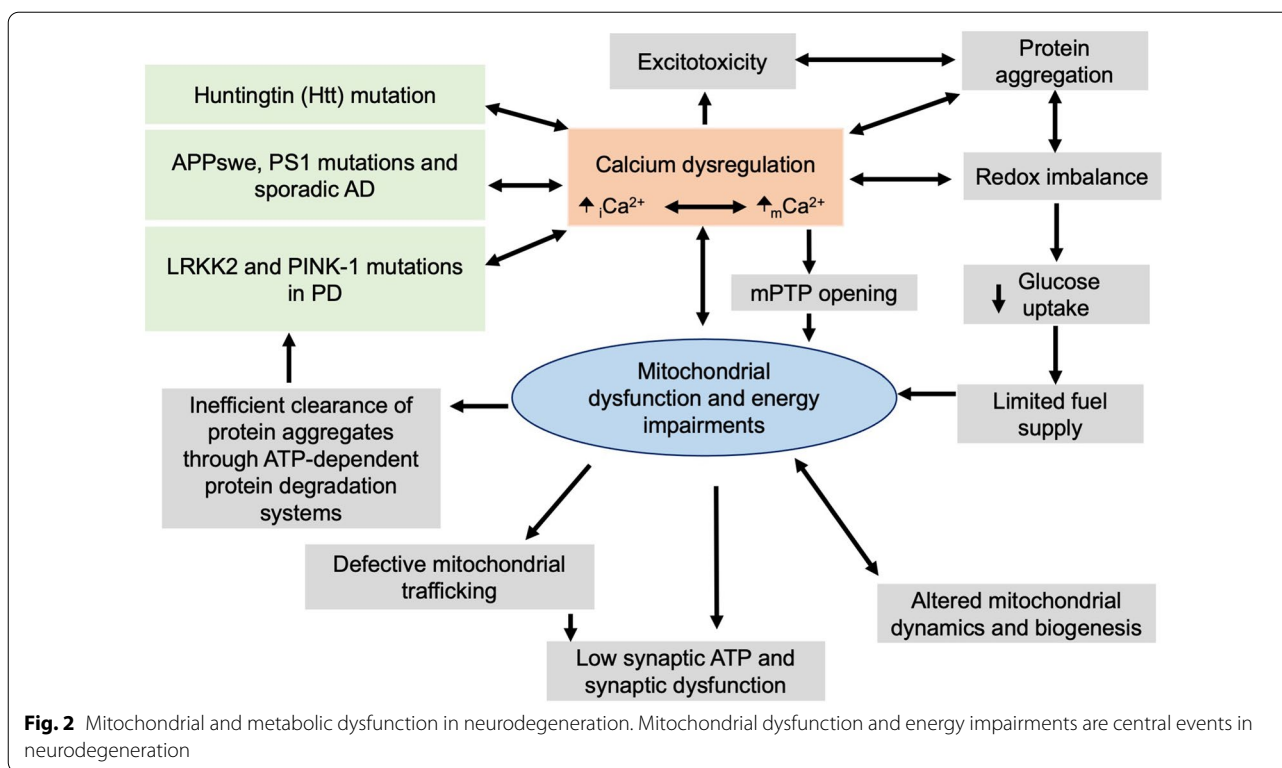 Excitotoxicity
Protein
aggregation
Huntingtin (Htt) mutation
APPswe, PS1 mutations and
sporadic AD
LRKK2 and PINK-1 mutations
in PD
Calcium dysregulation
iCa²⁺
mCa²⁺
Redox imbalance
mPTP opening
Glucose
uptake
Limited fuel
supply
Mitochondrial
dysfunction and energy
impairments
Inefficient clearance of
protein aggregates
through ATP-dependent
protein degradation
systems
Defective mitochondrial
trafficking
Low synaptic ATP and
synaptic dysfunction
Altered mitochondrial
dynamics and biogenesis
Fig. 2 Mitochondrial and metabolic dysfunction in neurodegeneration. Mitochondrial dysfunction and energy impairments are central events in
neurodegeneration